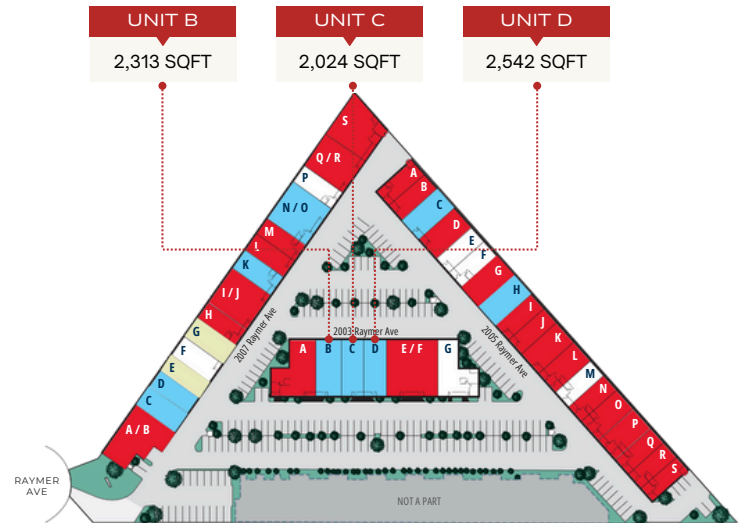 UNIT B
2,313 SQFT
UNIT C
2,024 SQFT
UNIT D
2,542 SQFT
S
Q / R
P
N / O
M
L
K
I / J
H
G
F
E
D
C
A / B
2007 Raymer Ave
A
B
C
D
E
F
G
H
I
J
K
L
M
N
O
P
Q
R
S
2005 Raymer Ave
2003 Raymer Ave
A
B
C
D
E / F
G
RAYMER
AVE
NOT A PART